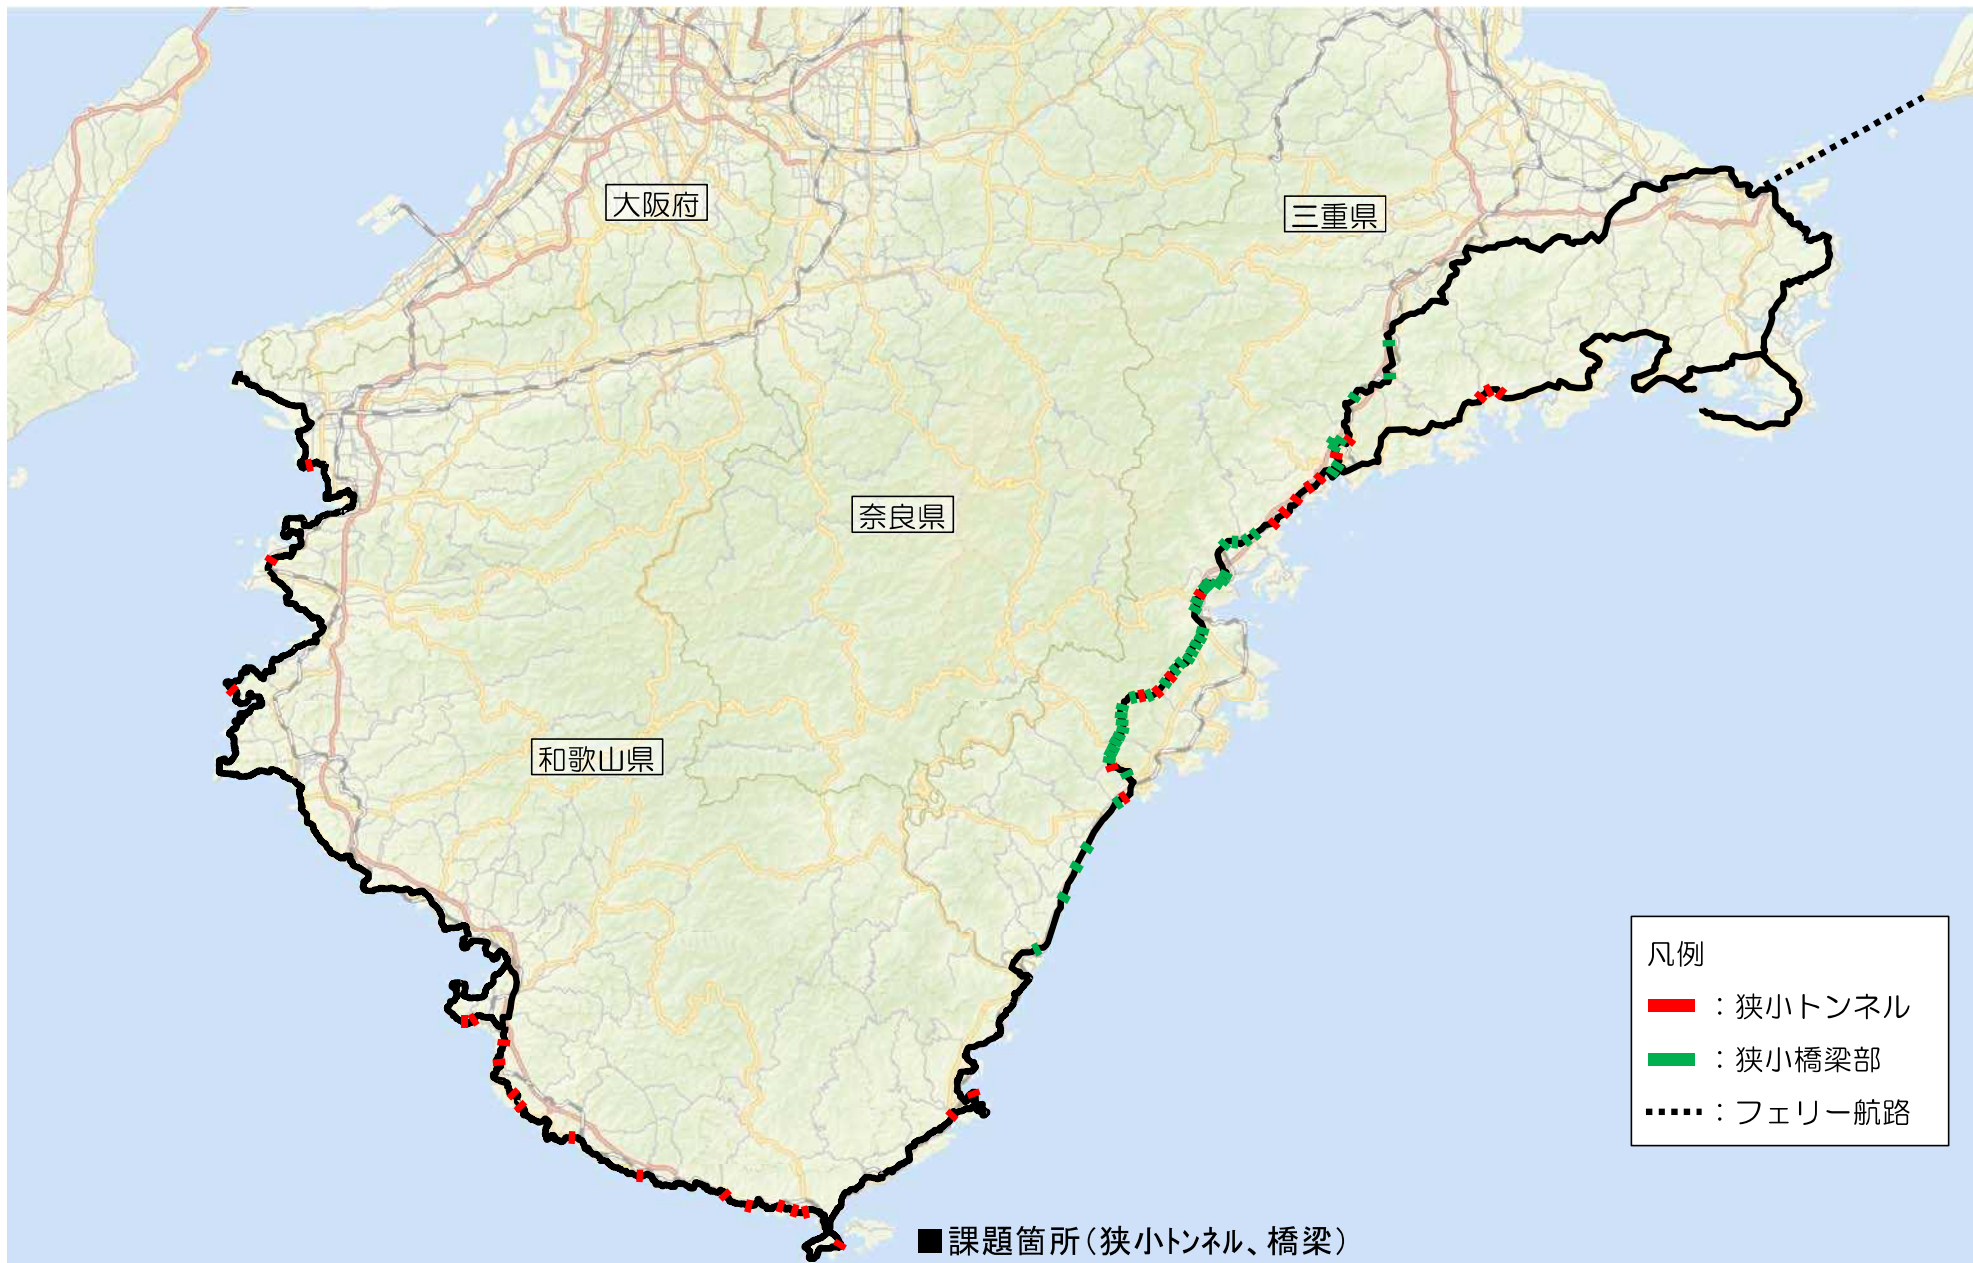 大阪府
三重県
奈良県
和歌山県
凡例
：狭小トンネル
：狭小橋梁部
：フェリー航路
■課題箇所（狭小トンネル、橋梁）